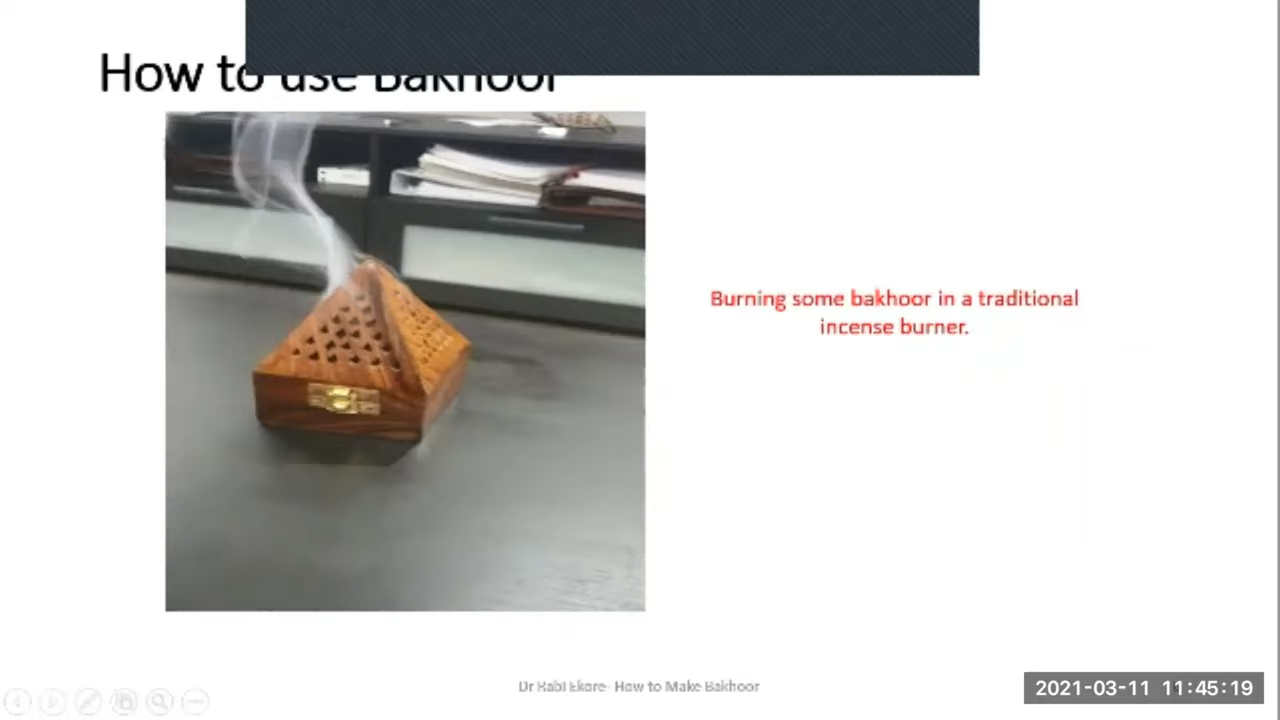 How to use Bakhoor
Burning some bakhoor in a traditional
incense burner.
Dr Rabi Ekore- How to Make Bakhoor
2021-03-11 11:45:19